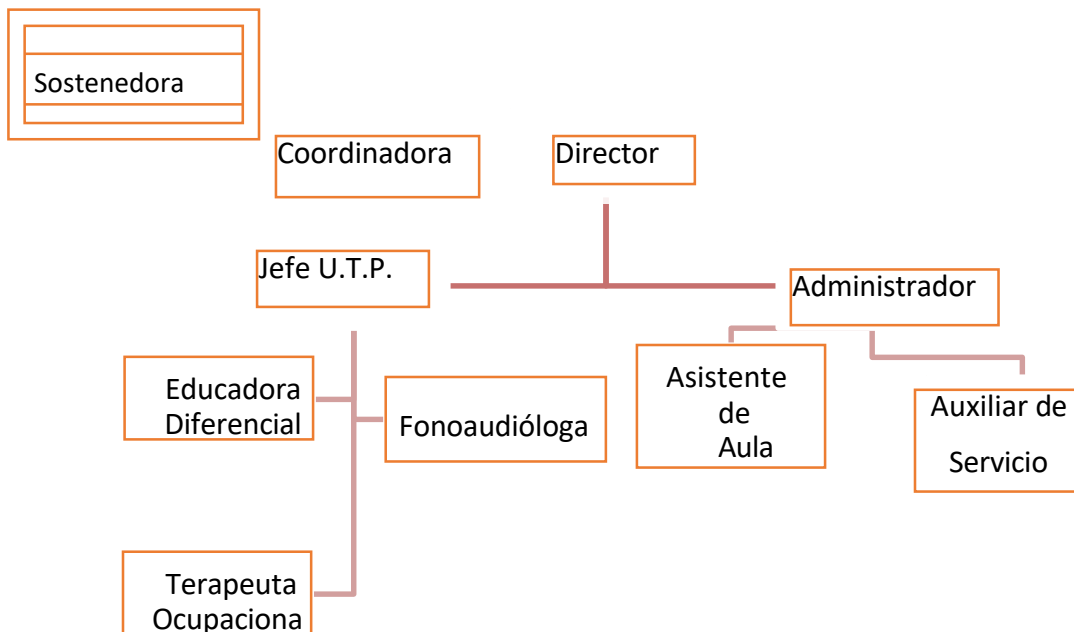 Sostenedora
Coordinadora
Director
Jefe U.T.P.
Administrador
Educadora
Diferencial
Fonoaudióloga
Asistente
de
Aula
Auxiliar de
Servicio
Terapeuta
Ocupaciona